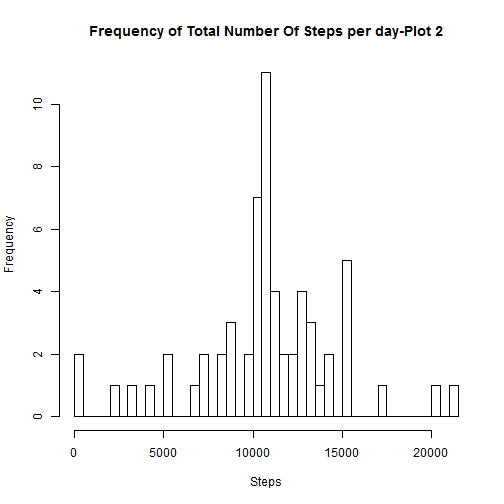 Frequency of Total Number Of Steps per day-Plot 2
10
8
6
4
2
0
Frequency
0 5000 10000 15000 20000
Steps